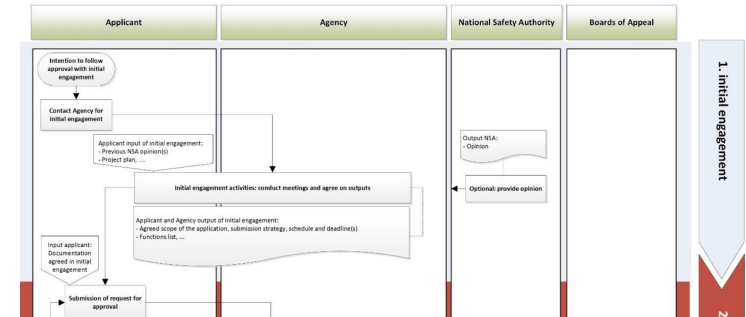 Applicant
Agency
National Safety Authority
Boards of Appeal
Intention to follow
approval with initial
engagement
Contact Agency for
initial engagement
Applicant input of initial engagement:
- Previous NSA opinion(s)
- Project plan, ...
Output NSA:
- Opinion
Initial engagement activities: conduct meetings and agree on outputs
Optional: provide opinion
Applicant and Agency output of initial engagement:
- Agreed scope of the application, submission strategy, schedule and deadline(s)
- Functions list, ...
Input applicant:
Documentation
agreed in initial
engagement
Submission of request for
approval
1. initial engagement
2